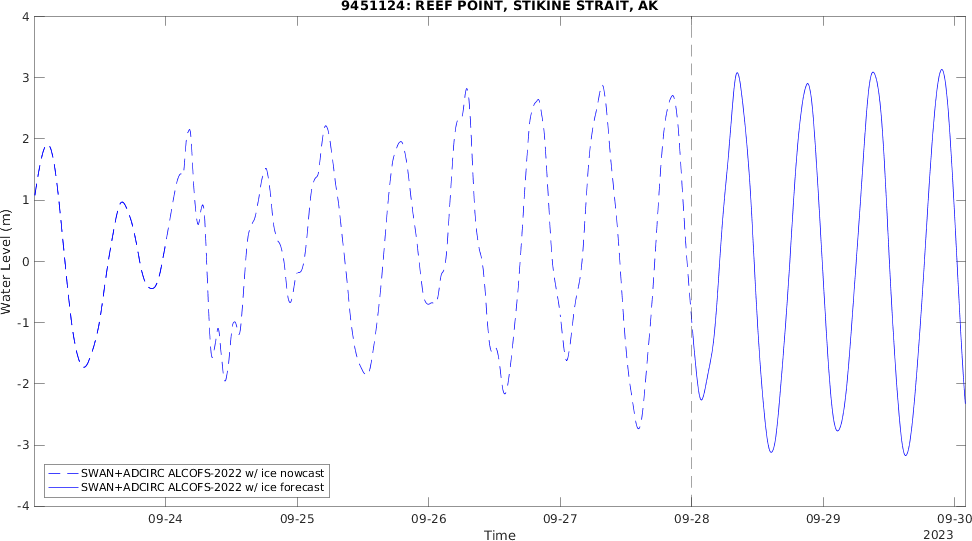 9451124: REEF POINT, STIKINE STRAIT, AK
4
3
2
1
0
-1
-2
-3
-4
Water Level (m)
SWAN+ADCIRC ALCOFS-2022 w/ ice nowcast
SWAN+ADCIRC ALCOFS-2022 w/ ice forecast
09-24 09-25 09-26 09-27 09-28 09-29 09-30
Time
2023